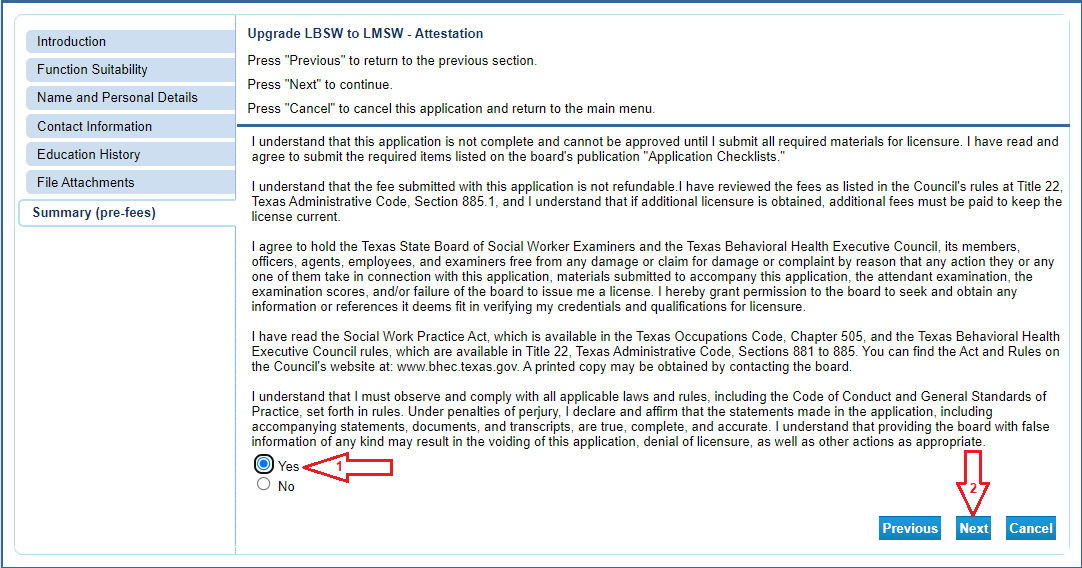 Introduction
Function Suitability
Name and Personal Details
Contact Information
Education History
File Attachments
Summary (pre-fees)
Upgrade LBSW to LMSW - Attestation
Press "Previous" to return to the previous section.
Press "Next" to continue.
Press "Cancel" to cancel this application and return to the main menu.
I understand that this application is not complete and cannot be approved until I submit all required materials for licensure. I have read and
agree to submit the required items listed on the board's publication "Application Checklists."
I understand that the fee submitted with this application is not refundable.I have reviewed the fees as listed in the Council's rules at Title 22,
Texas Administrative Code, Section 885.1, and I understand that if additional licensure is obtained, additional fees must be paid to keep the
license current.
I agree to hold the Texas State Board of Social Worker Examiners and the Texas Behavioral Health Executive Council, its members,
officers, agents, employees, and examiners free from any damage or claim for damage or complaint by reason that any action they or any
one of them take in connection with this application, materials submitted to accompany this application, the attendant examination, the
examination scores, and/or failure of the board to issue me a license. I hereby grant permission to the board to seek and obtain any
information or references it deems fit in verifying my credentials and qualifications for licensure.
I have read the Social Work Practice Act, which is available in the Texas Occupations Code, Chapter 505, and the Texas Behavioral Health
Executive Council rules, which are available in Title 22, Texas Administrative Code, Sections 881 to 885. You can find the Act and Rules on
the Council's website at: www.bhec.texas.gov. A printed copy may be obtained by contacting the board.
I understand that I must observe and comply with all applicable laws and rules, including the Code of Conduct and General Standards of
Practice, set forth in rules. Under penalties of perjury, I declare and affirm that the statements made in the application, including
accompanying statements, documents, and transcripts, are true, complete, and accurate. I understand that providing the board with false
information of any kind may result in the voiding of this application, denial of licensure, as well as other actions as appropriate.
Yes 1
No
2
Previous Next Cancel